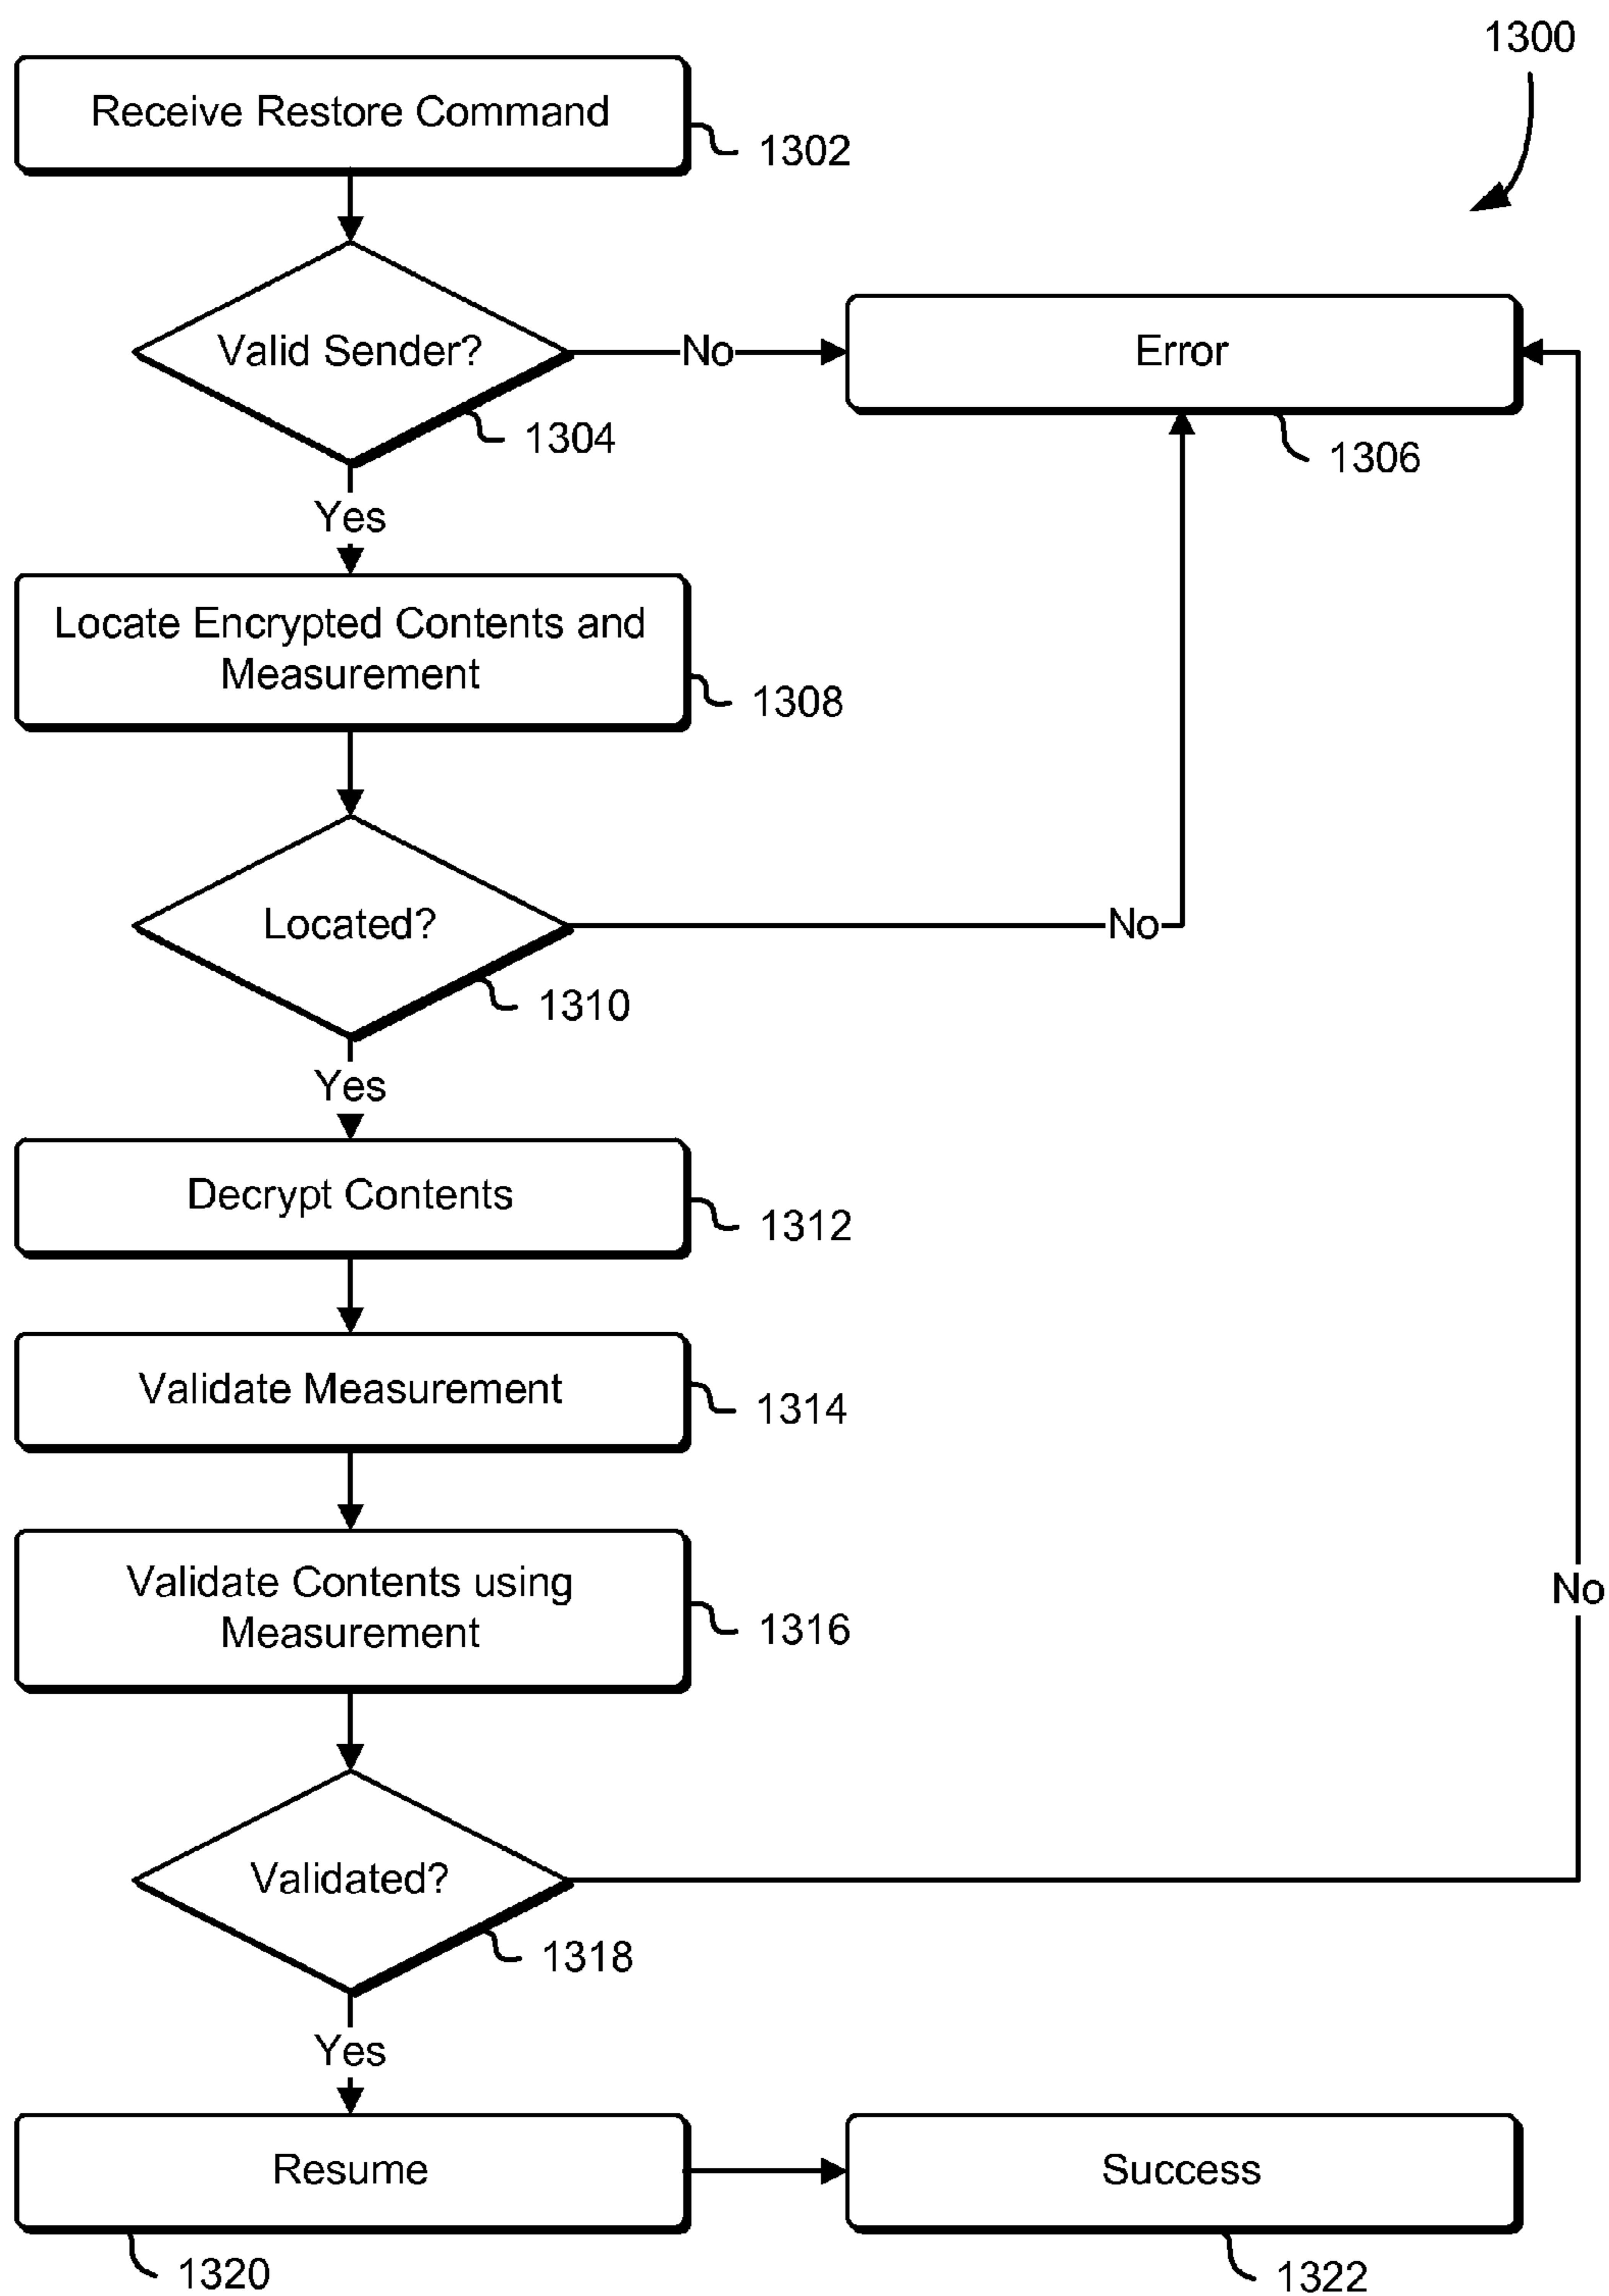 1300
Receive Restore Command
1302
Valid Sender?
No
Error
1304
1306
Yes
Locate Encrypted Contents and
Measurement
1308
Located?
No
1310
Yes
Decrypt Contents
1312
Validate Measurement
1314
Validate Contents using
Measurement
1316
No
Validated?
1318
Yes
Resume
Success
1320
1322